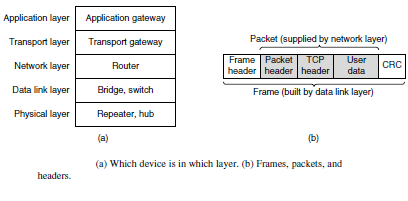 Application layer Application gateway
Transport layer Transport gateway
Network layer Router
Data link layer Bridge, switch
Physical layer Repeater, hub
(a)
Packet (supplied by network layer)
Frame header Packet header TCP header User data CRC
Frame (built by data link layer)
(b)
(a) Which device is in which layer. (b) Frames, packets, and
headers.